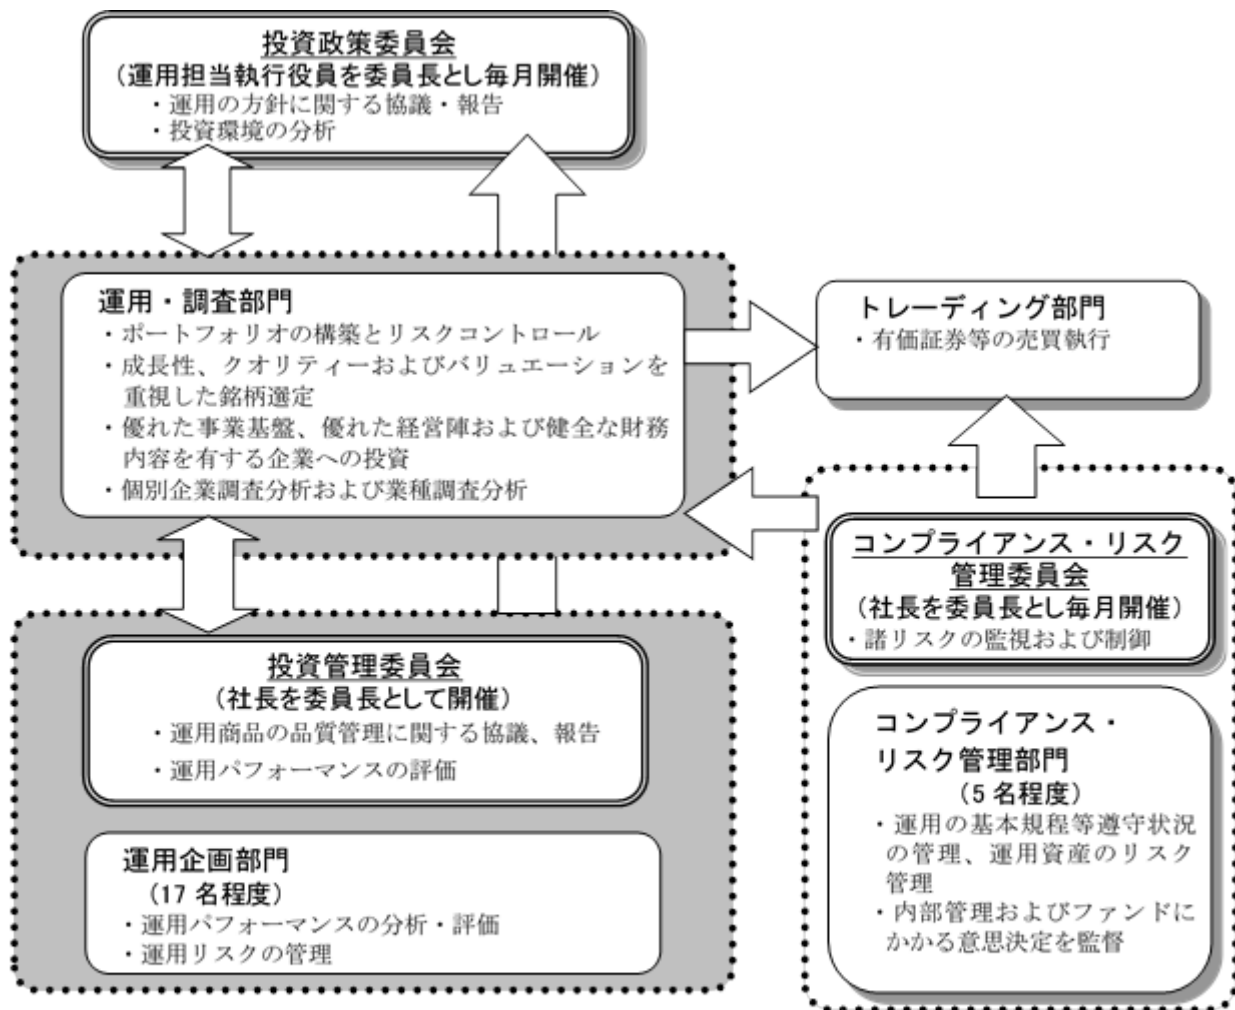 投資政策委員会
(運用担当執行役員を委員長とし毎月開催)
・運用の方針に関する協議・報告
・投資環境の分析
運用・調査部門
・ポートフォリオの構築とリスクコントロール
・成長性、クオリティーおよびバリュエーションを
重視した銘柄選定
・優れた事業基盤、優れた経営陣および健全な財務
内容を有する企業への投資
・個別企業調査分析および業種調査分析
トレーディング部門
・有価証券等の売買執行
コンプライアンス・リスク
管理委員会
(社長を委員長とし毎月開催)
・諸リスクの監視および制御
投資管理委員会
(社長を委員長として開催)
・運用商品の品質管理に関する協議、報告
・運用パフォーマンスの評価
運用企画部門
(17 名程度)
・運用パフォーマンスの分析・評価
・運用リスクの管理
コンプライアンス・
リスク管理部門
(5 名程度)
・運用の基本規程等遵守状況
の管理、運用資産のリスク
管理
・内部管理およびファンドに
かかる意思決定を監督